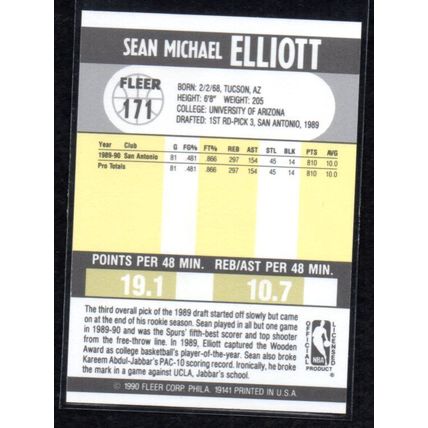 SEAN MICHAEL ELLIOTT
FLEER
171
BORN: 2/2/68, TUCSON, AZ
HEIGHT: 6'8" WEIGHT: 205
COLLEGE: UNIVERSITY OF ARIZONA
DRAFTED: 1ST RD-PICK 3, SAN ANTONIO, 1989
Year Club G FG% FT% REB AST STL BLK PTS AVG
1989-90 San Antonio 81 .481 .866 297 154 45 14 810 10.0
Pro Totals 81 .481 .866 297 154 45 14 810 10.0
POINTS PER 48 MIN. REB/AST PER 48 MIN.
19.1 10.7
The third overall pick of the 1989 draft started off slowly but came
on at the end of his rookie season. Sean played in all but one game
in 1989-90 and was the Spurs' fifth-best scorer and top shooter
from the free-throw line. In 1989, Elliott captured the Wooden
Award as college basketball's player-of-the-year. Sean also broke
Kareem Abdul-Jabbar's PAC-10 scoring record. Ironically, he broke
the mark in a game against UCLA, Jabbar's school.
OFFICIAL
LICENSED
NBA
PRODUCT
© 1990 FLEER CORP. PHILA. 19141 PRINTED IN U.S.A.